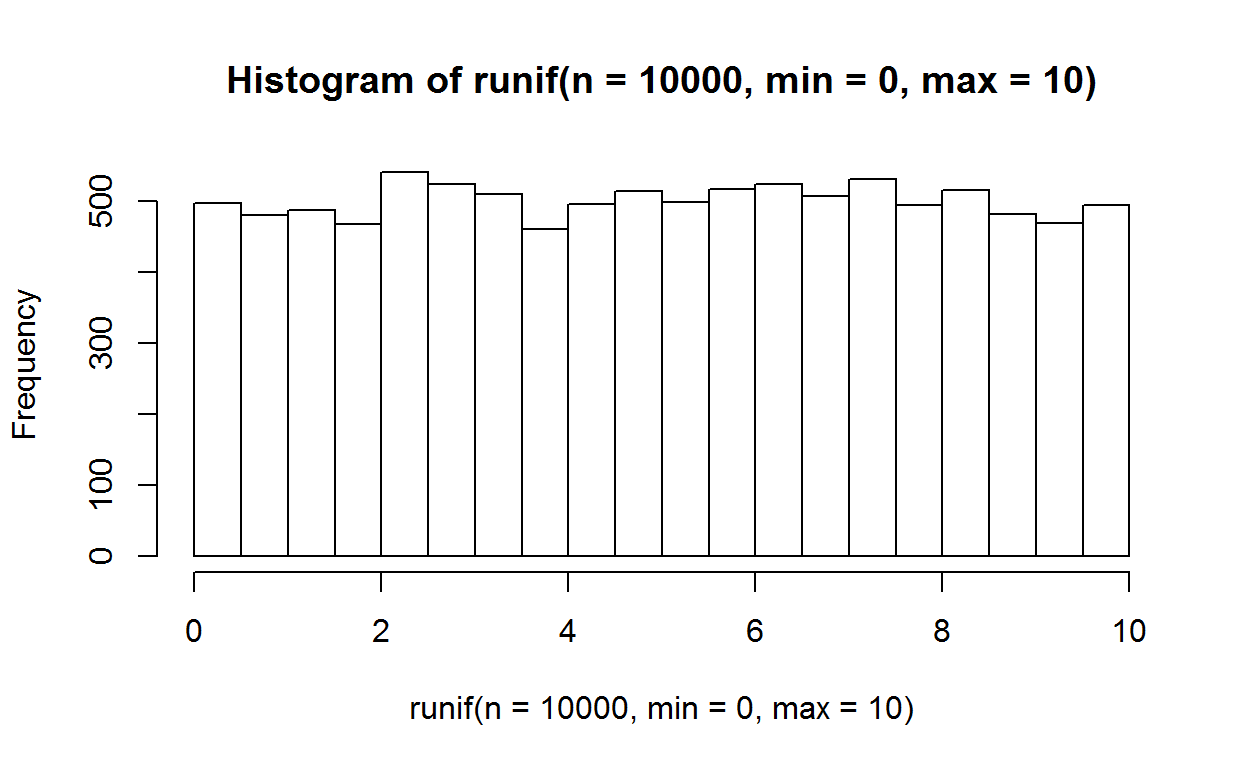 Histogram of runif(n = 10000, min = 0, max = 10)
Frequency
500
300
100
0
0 2 4 6 8 10
runif(n = 10000, min = 0, max = 10)